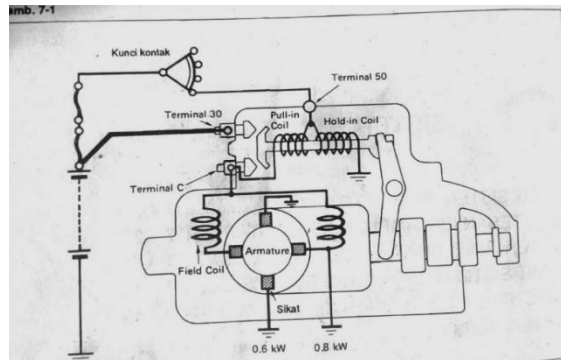 amb. 7-1
Kunci kontak
Terminal 50
Terminal 30
Pull-in
Coil
Hold-in Coil
Terminal C
Armature
Field Coil
Sikat
0.6 kW
0.8 kW